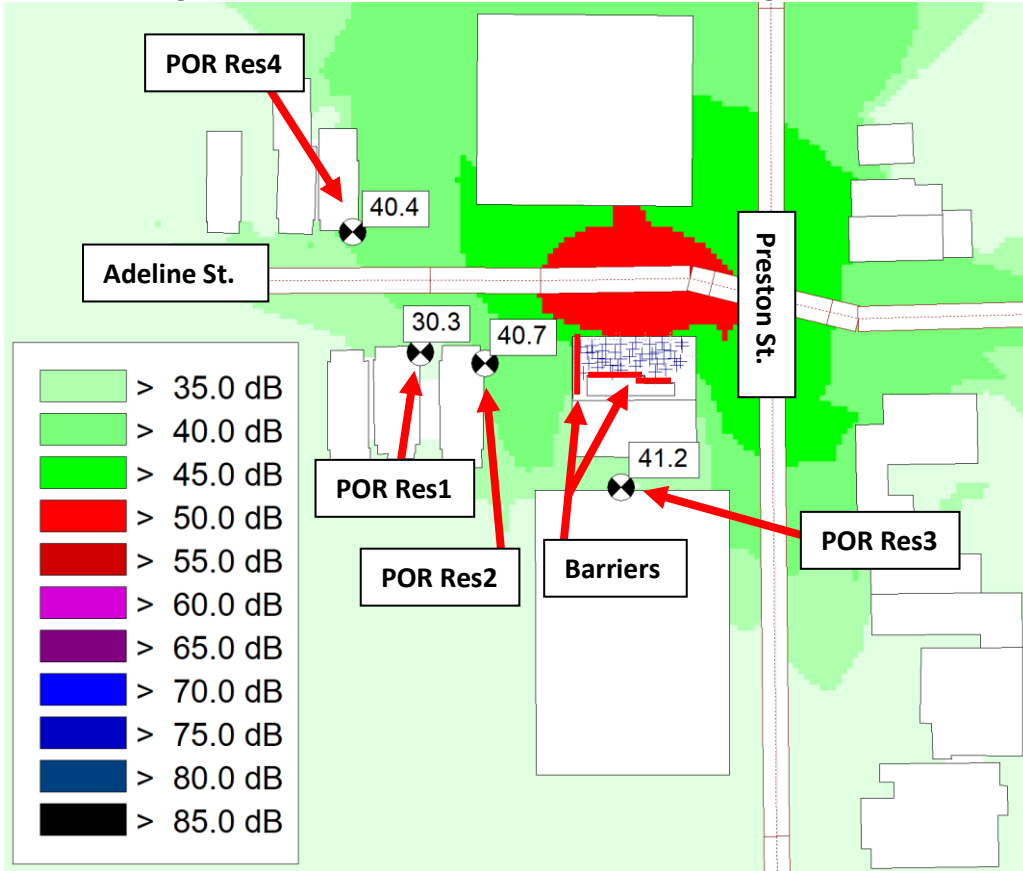 POR Res4
40.4
Adeline St.
Preston St.
30.3
40.7
> 35.0 dB
> 40.0 dB
> 45.0 dB
> 50.0 dB
> 55.0 dB
> 60.0 dB
> 65.0 dB
> 70.0 dB
> 75.0 dB
> 80.0 dB
> 85.0 dB
41.2
POR Res1
POR Res2
Barriers
POR Res3